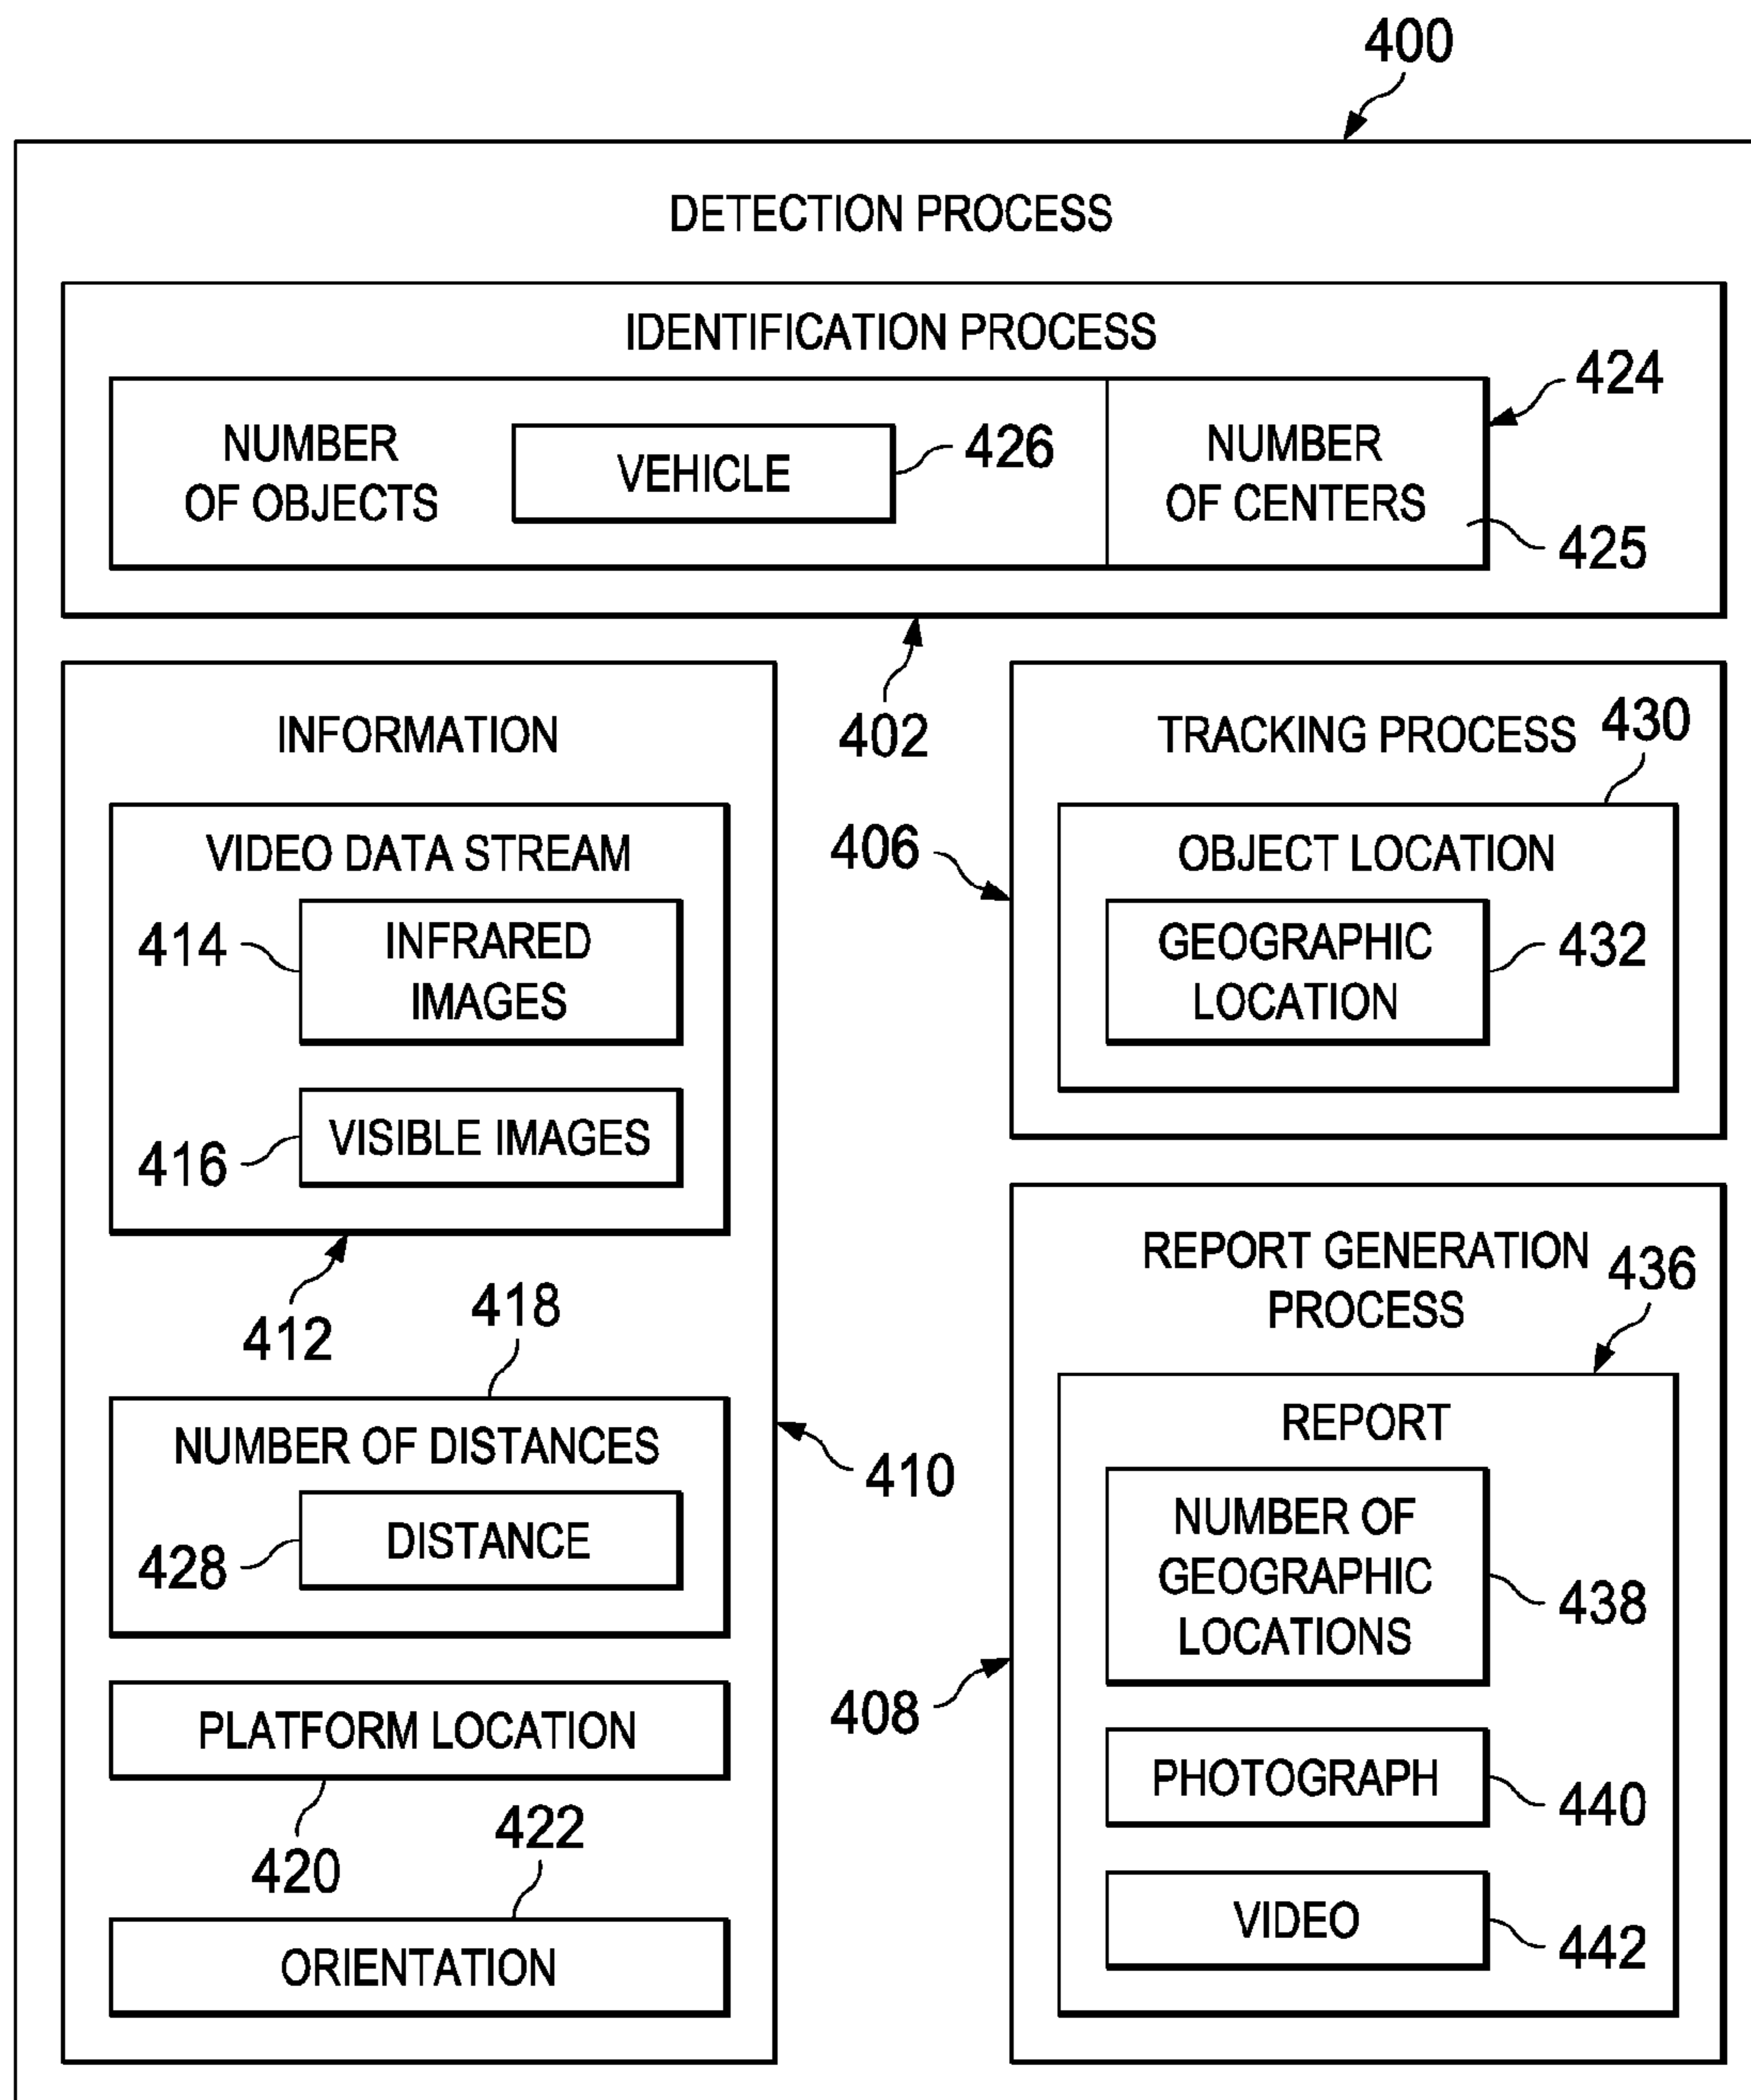 400
DETECTION PROCESS
IDENTIFICATION PROCESS
NUMBER
OF OBJECTS
VEHICLE
426
NUMBER
OF CENTERS
424
425
402
INFORMATION
VIDEO DATA STREAM
414
INFRARED
IMAGES
416
VISIBLE IMAGES
412
418
NUMBER OF DISTANCES
428
DISTANCE
410
PLATFORM LOCATION
420
422
ORIENTATION
TRACKING PROCESS
430
406
OBJECT LOCATION
GEOGRAPHIC
LOCATION
432
REPORT GENERATION
PROCESS
436
408
REPORT
NUMBER OF
GEOGRAPHIC
LOCATIONS
438
PHOTOGRAPH
440
VIDEO
442